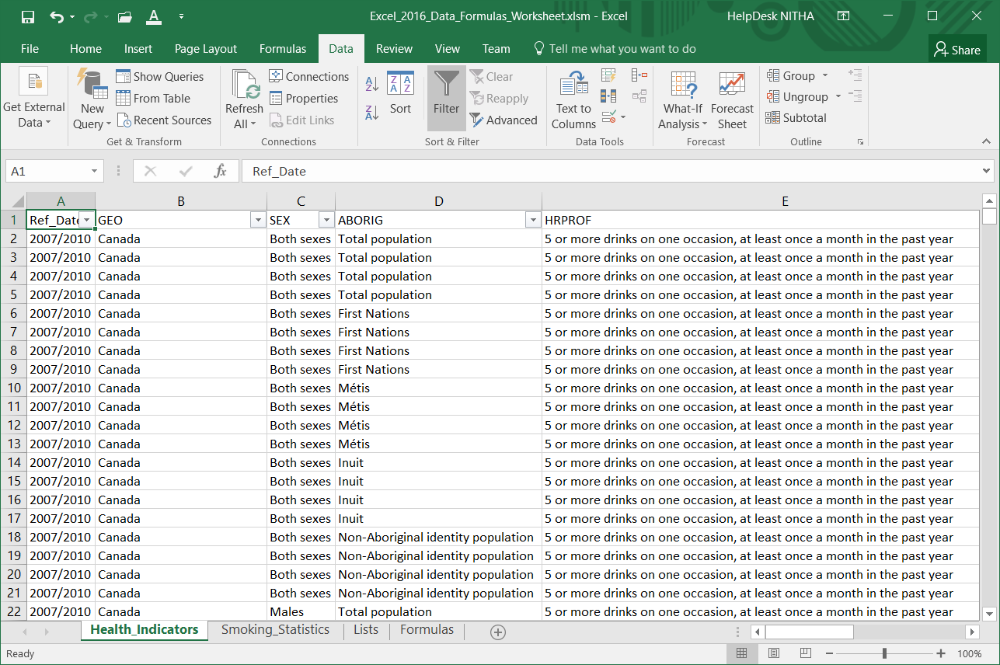 Excel_2016_Data_Formulas_Worksheet.xlsm - Excel HelpDesk NITHA
File Home Insert Page Layout Formulas Data Review View Team Tell me what you want to do Share
Get External Data
New Query
Show Queries
From Table
Recent Sources
Get & Transform
Refresh All
Connections
Properties
Edit Links
Connections
Sort
Filter
Clear
Reapply
Advanced
Sort & Filter
Text to Columns
Data Tools
What-If Analysis
Forecast Sheet
Forecast
Group
Ungroup
Subtotal
Outline
A1 fx Ref_Date
A B C D E
1 Ref_Date GEO SEX ABORIG HRPROF
2 2007/2010 Canada Both sexes Total population 5 or more drinks on one occasion, at least once a month in the past year
3 2007/2010 Canada Both sexes Total population 5 or more drinks on one occasion, at least once a month in the past year
4 2007/2010 Canada Both sexes Total population 5 or more drinks on one occasion, at least once a month in the past year
5 2007/2010 Canada Both sexes Total population 5 or more drinks on one occasion, at least once a month in the past year
6 2007/2010 Canada Both sexes First Nations 5 or more drinks on one occasion, at least once a month in the past year
7 2007/2010 Canada Both sexes First Nations 5 or more drinks on one occasion, at least once a month in the past year
8 2007/2010 Canada Both sexes First Nations 5 or more drinks on one occasion, at least once a month in the past year
9 2007/2010 Canada Both sexes First Nations 5 or more drinks on one occasion, at least once a month in the past year
10 2007/2010 Canada Both sexes Métis 5 or more drinks on one occasion, at least once a month in the past year
11 2007/2010 Canada Both sexes Métis 5 or more drinks on one occasion, at least once a month in the past year
12 2007/2010 Canada Both sexes Métis 5 or more drinks on one occasion, at least once a month in the past year
13 2007/2010 Canada Both sexes Métis 5 or more drinks on one occasion, at least once a month in the past year
14 2007/2010 Canada Both sexes Inuit 5 or more drinks on one occasion, at least once a month in the past year
15 2007/2010 Canada Both sexes Inuit 5 or more drinks on one occasion, at least once a month in the past year
16 2007/2010 Canada Both sexes Inuit 5 or more drinks on one occasion, at least once a month in the past year
17 2007/2010 Canada Both sexes Inuit 5 or more drinks on one occasion, at least once a month in the past year
18 2007/2010 Canada Both sexes Non-Aboriginal identity population 5 or more drinks on one occasion, at least once a month in the past year
19 2007/2010 Canada Both sexes Non-Aboriginal identity population 5 or more drinks on one occasion, at least once a month in the past year
20 2007/2010 Canada Both sexes Non-Aboriginal identity population 5 or more drinks on one occasion, at least once a month in the past year
21 2007/2010 Canada Both sexes Non-Aboriginal identity population 5 or more drinks on one occasion, at least once a month in the past year
22 2007/2010 Canada Males Total population 5 or more drinks on one occasion, at least once a month in the past year
Health_Indicators Smoking_Statistics Lists Formulas
Ready 100%